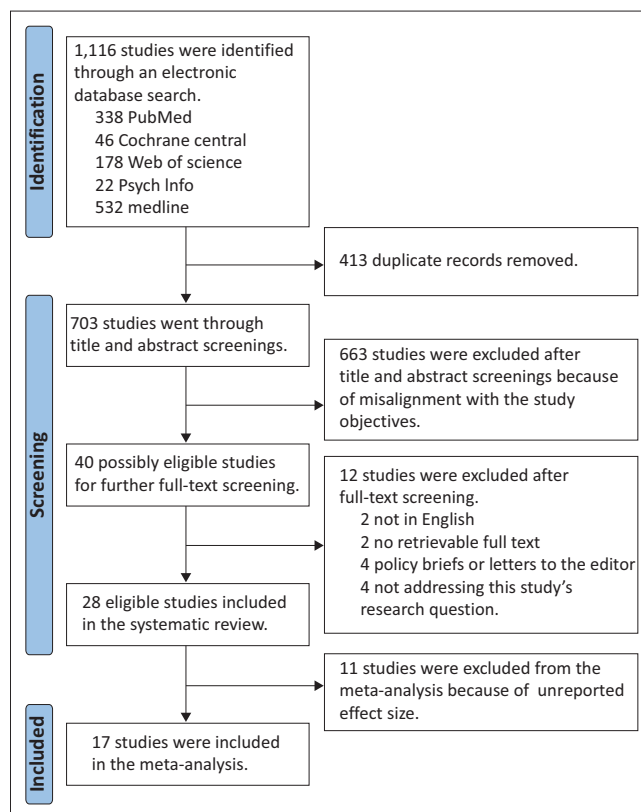 Identification
1,116 studies were identified
through an electronic
database search.
338 PubMed
46 Cochrane central
178 Web of science
22 Psych lnfo
532 medline
413 duplicate records removed.
Screening
703 studies went through
title and abstract screenings.
663 studies were excluded after
title and abstract screenings because
of misalignment with the study
objectives.
40 possibly eligible studies
for further full-text screening.
12 studies were excluded after
full-text screening.
2 not in English
2 no retrievable full text
4 policy briefs or letters to the editor
4 not addressing this study’s
research question.
28 eligible studies included
in the systematic review.
11 studies were excluded from the
meta-analysis because of unreported
effect size.
Included
17 studies were included
in the meta-analysis.